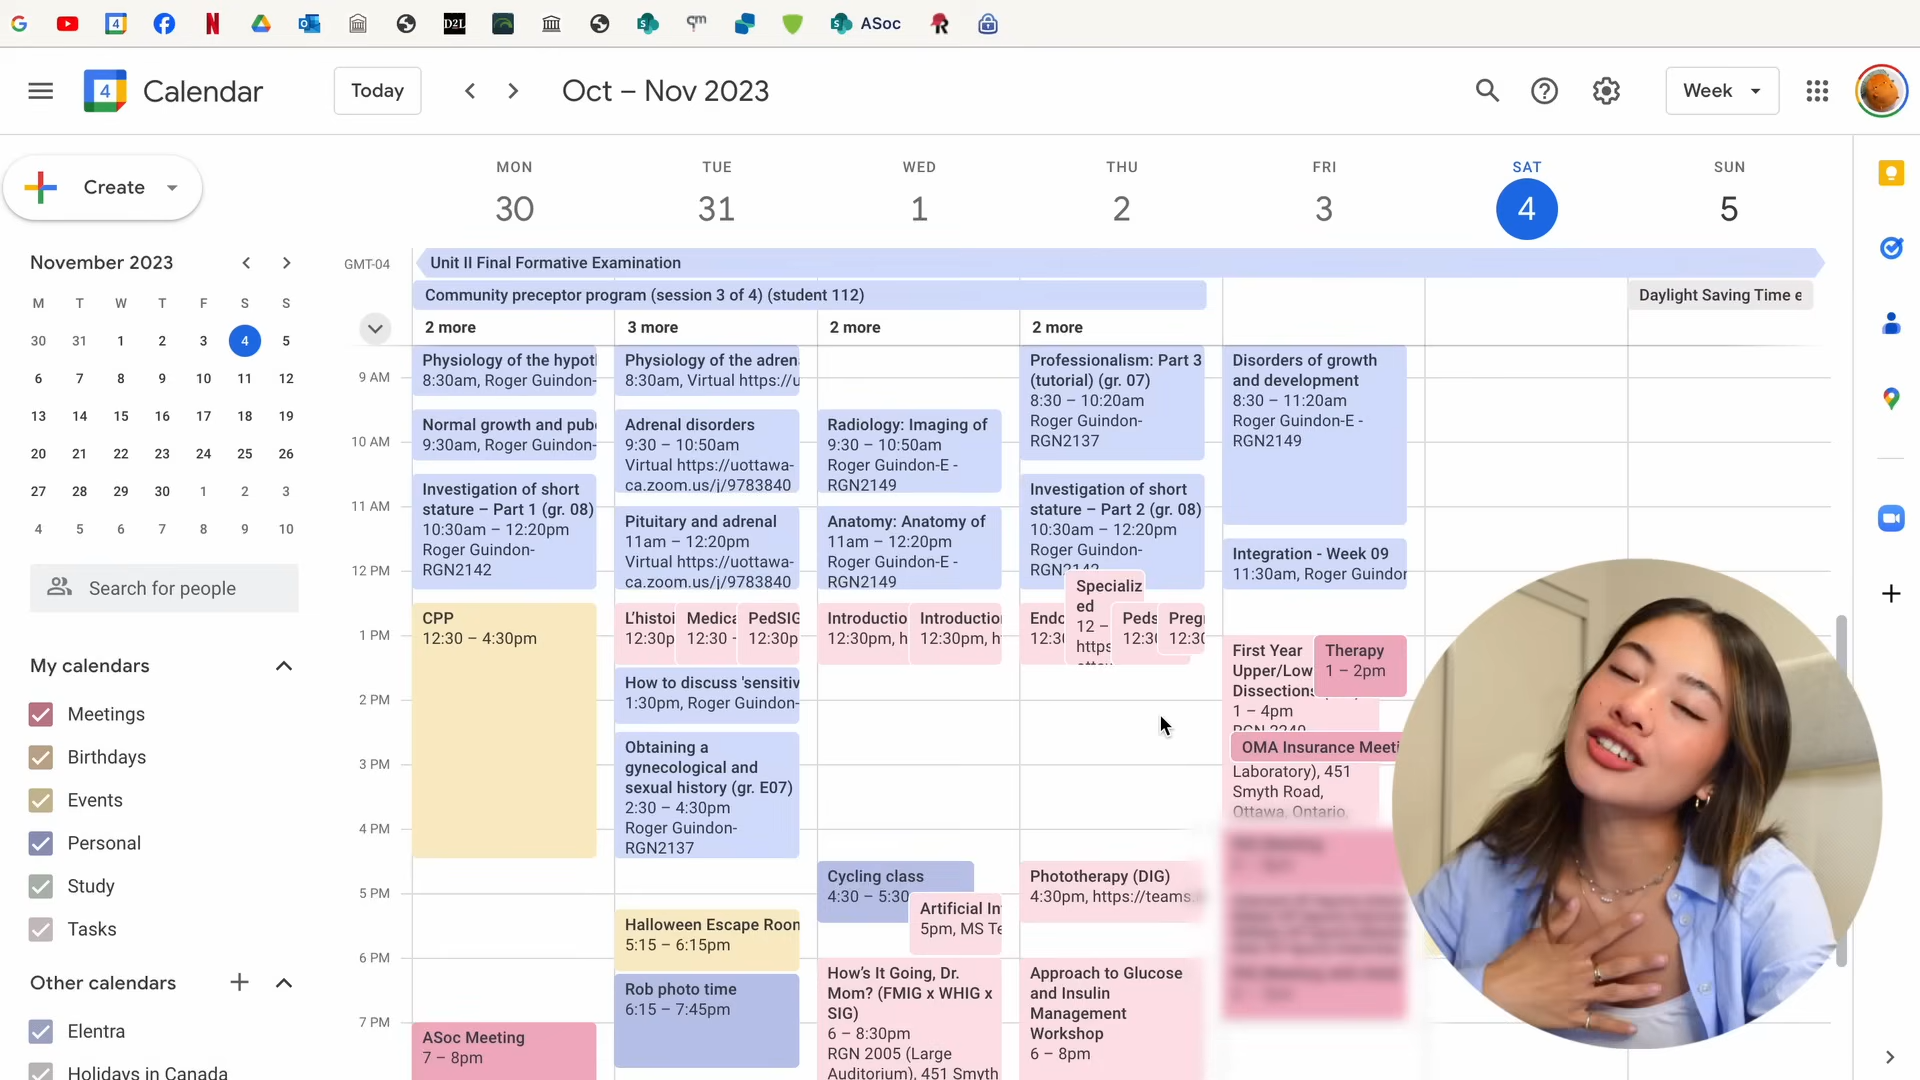 G
4
N
D2L
qm
ASoc
4
Calendar
Today
Oct – Nov 2023
Week
Create
MON
TUE
WED
THU
FRI
SAT
SUN
30
31
1
2
3
4
5
November 2023
M T W T F S S
30 31 1 2 3 4 5
6 7 8 9 10 11 12
13 14 15 16 17 18 19
20 21 22 23 24 25 26
27 28 29 30 1 2 3
4 5 6 7 8 9 10
Search for people
My calendars
Meetings
Birthdays
Events
Personal
Study
Tasks
Other calendars
Elentra
Holidays in Canada
GMT-04
Unit II Final Formative Examination
Community preceptor program (session 3 of 4) (student 112)
Daylight Saving Time e
2 more
3 more
2 more
2 more
9 AM
10 AM
11 AM
12 PM
1 PM
2 PM
3 PM
4 PM
5 PM
6 PM
7 PM
Physiology of the hypotl
8:30am, Roger Guindon-
Normal growth and pube
9:30am, Roger Guindon-
Investigation of short
stature – Part 1 (gr. 08)
10:30am – 12:20pm
Roger Guindon-
RGN2142
CPP
12:30 – 4:30pm
ASoc Meeting
7 – 8pm
Physiology of the adren
8:30am, Virtual https://u
Adrenal disorders
9:30 – 10:50am
Virtual https://uottawa-
ca.zoom.us/j/9783840
Pituitary and adrenal
11am – 12:20pm
Virtual https://uottawa-
ca.zoom.us/j/9783840
L'histoi
12:30p
Medica
12:30 -
PedSIG
12:30p
How to discuss 'sensitiv
1:30pm, Roger Guindon-
Obtaining a
gynecological and
sexual history (gr. E07)
2:30 – 4:30pm
Roger Guindon-
RGN2137
Halloween Escape Roon
5:15 – 6:15pm
Rob photo time
6:15 – 7:45pm
Radiology: Imaging of
9:30 – 10:50am
Roger Guindon-E -
RGN2149
Anatomy: Anatomy of
11am – 12:20pm
Roger Guindon-E -
RGN2149
Introductio
12:30pm, h
Introductio
12:30pm, h
Cycling class
4:30 – 5:30
Artificial In
5pm, MS Te
How's It Going, Dr.
Mom? (FMIG x WHIG x
SIG)
6 – 8:30pm
RGN 2005 (Large
Auditorium), 451 Smyth
Professionalism: Part 3
(tutorial) (gr. 07)
8:30 – 10:20am
Roger Guindon-
RGN2137
Investigation of short
stature – Part 2 (gr. 08)
10:30am – 12:20pm
Roger Guindon-
RGN2142
Endc
12:30
Specializ
ed
12 –
https
Peds
12:30
Preg
12:30
Phototherapy (DIG)
4:30pm, https://teams.
Approach to Glucose
and Insulin
Management
Workshop
6 – 8pm
Disorders of growth
and development
8:30 – 11:20am
Roger Guindon-E -
RGN2149
Integration - Week 09
11:30am, Roger Guindor
First Year
Upper/Low
Dissections
1 – 4pm
Therapy
1 – 2pm
OMA Insurance Meeti
Laboratory), 451
Smyth Road,
Ottawa, Ontario,